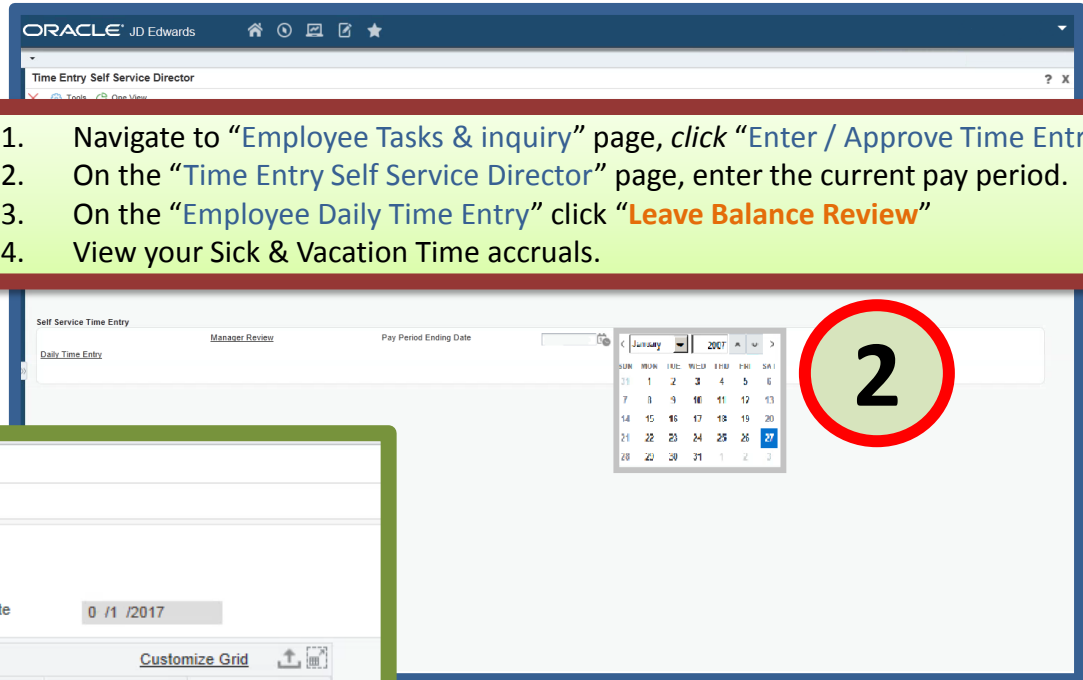 ORACLE JD Edwards
Time Entry Self Service Director ? X
Tools One View
1. Navigate to “Employee Tasks & inquiry” page, click “Enter / Approve Time Entr
2. On the “Time Entry Self Service Director” page, enter the current pay period.
3. On the “Employee Daily Time Entry” click “Leave Balance Review”
4. View your Sick & Vacation Time accruals.
Self Service Time Entry
Manager Review Pay Period Ending Date
Daily Time Entry
January 2007
SUN MON TUE WED THU FRI SAT
31 1 2 3 4 5 6
7 8 9 10 11 12 13
14 15 16 17 18 19 20
21 22 23 24 25 26 27
28 29 30 31 1 2 3
2
te 0 /1 /2017
Customize Grid